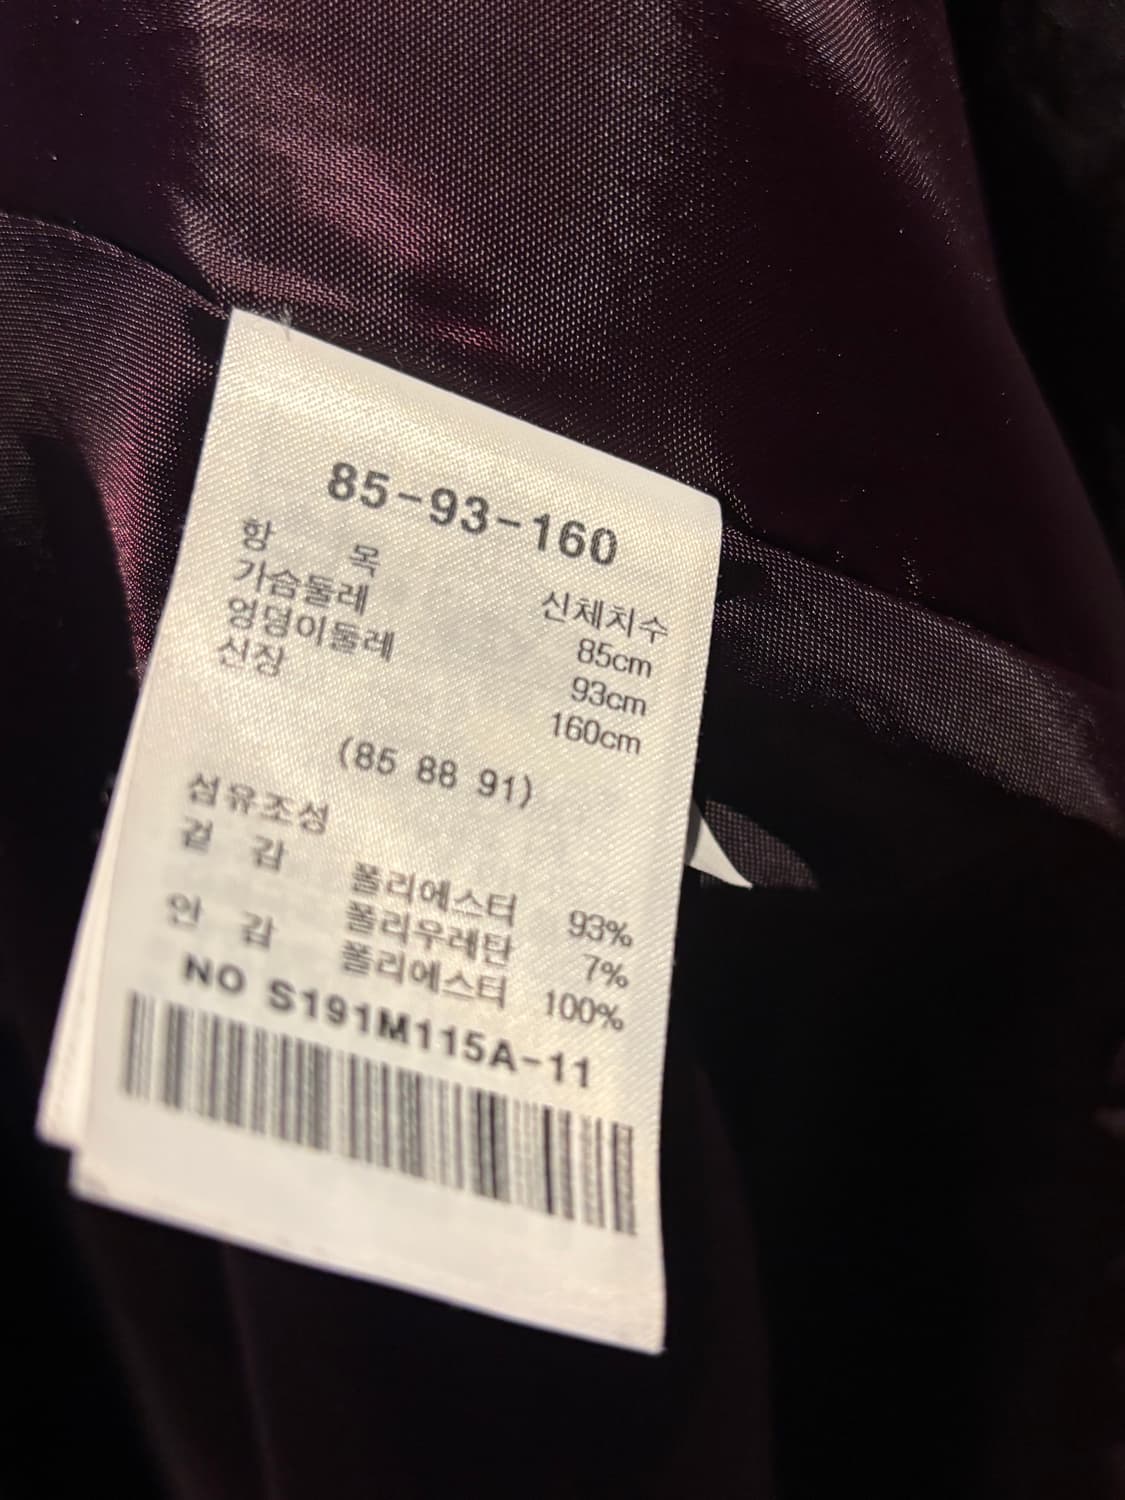 85-93-160
항 목 신체치수
가슴둘레 85cm
엉덩이둘레 93cm
신장 160cm
(85 88 91)
섬유조성
겉 감 폴리에스터 93%
폴리우레탄 7%
안 감 폴리에스터 100%
NO S191M115A-11